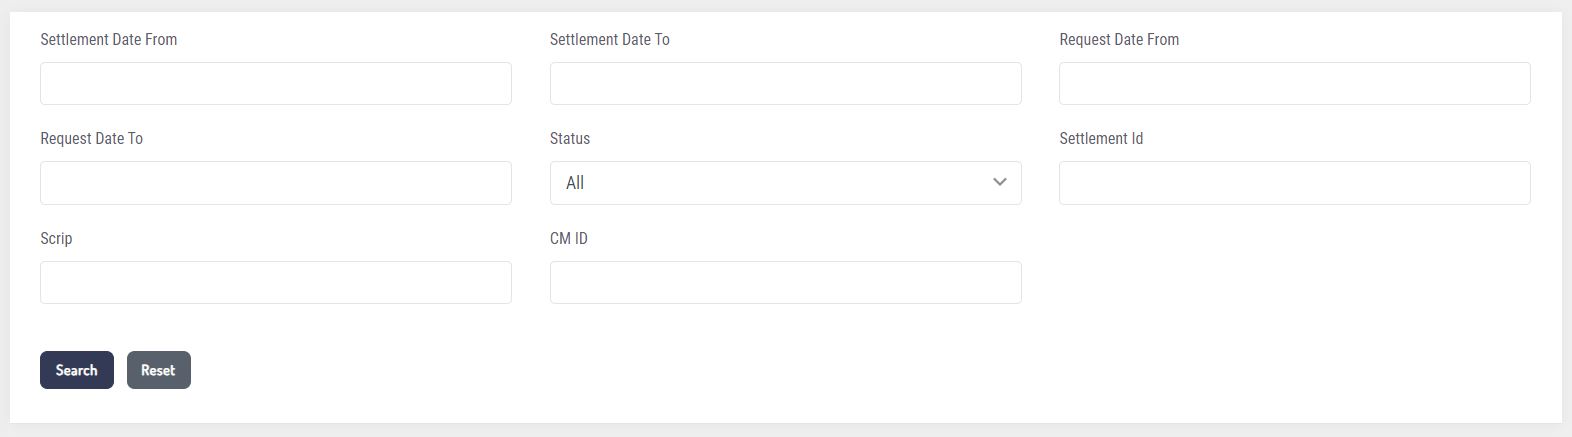 Settlement Date From
Settlement Date To
Request Date From
Request Date To
Status
Settlement Id
All
Scrip
CM ID
Search
Reset